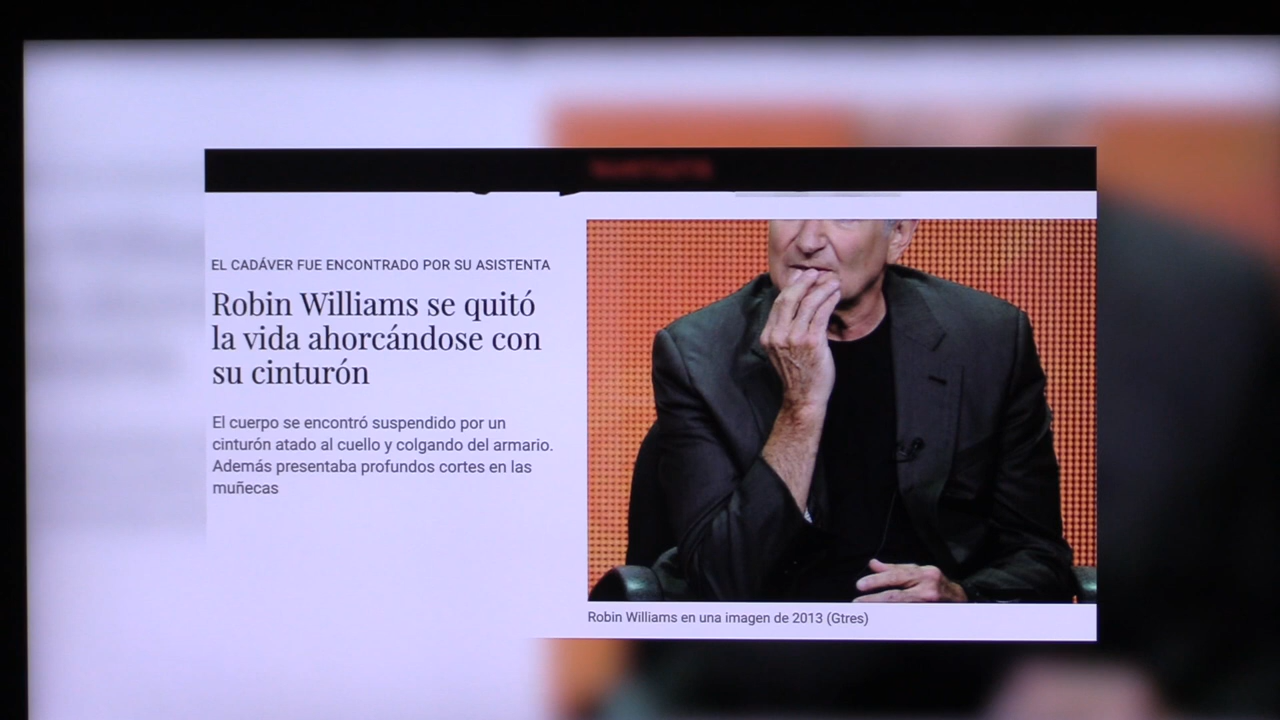 EL CADÁVER FUE ENCONTRADO POR SU ASISTENTA
Robin Williams se quitó
la vida ahorcándose con
su cinturón
El cuerpo se encontró suspendido por un
cinturón atado al cuello y colgando del armario.
Además presentaba profundos cortes en las
muñecas
Robin Williams en una imagen de 2013 (Gtres)